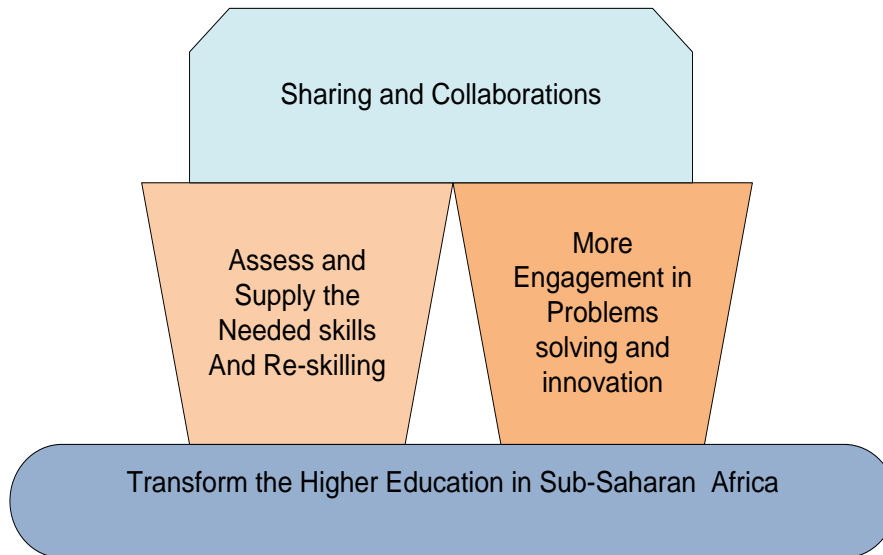 Sharing and Collaborations
Assess and
Supply the
Needed skills
And Re-skilling
More
Engagement in
Problems
solving and
innovation
Transform the Higher Education in Sub-Saharan Africa